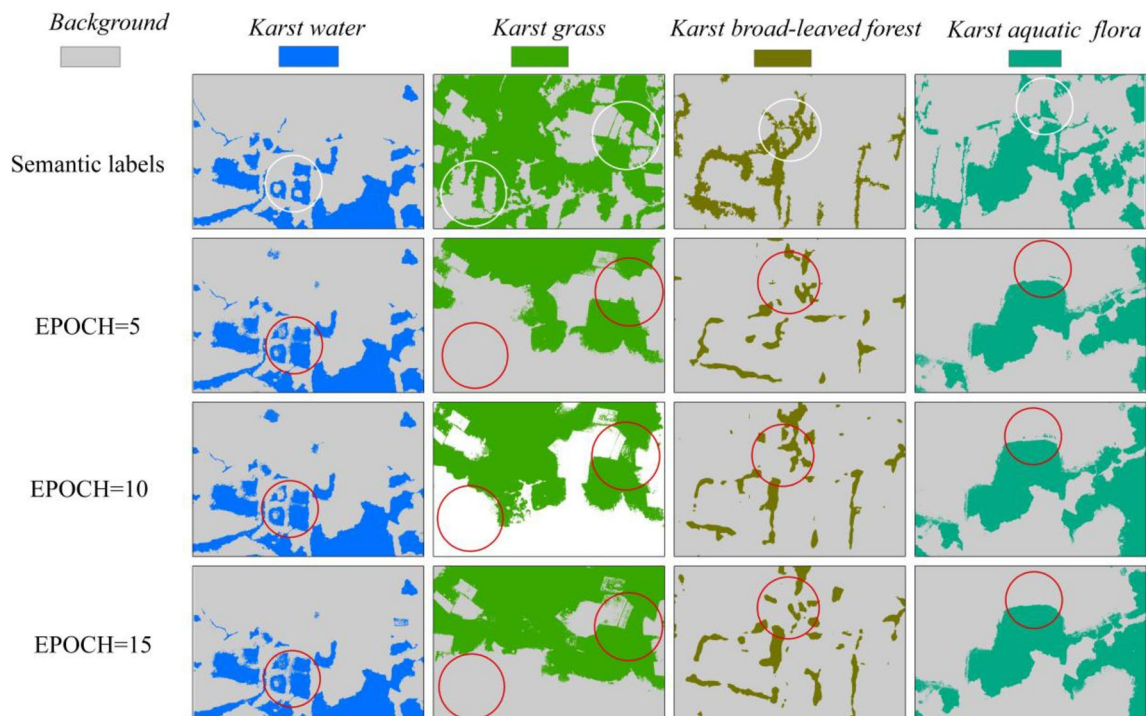 Background
Karst water
Karst grass
Karst broad-leaved forest
Karst aquatic flora
Semantic labels
EPOCH=5
EPOCH=10
EPOCH=15